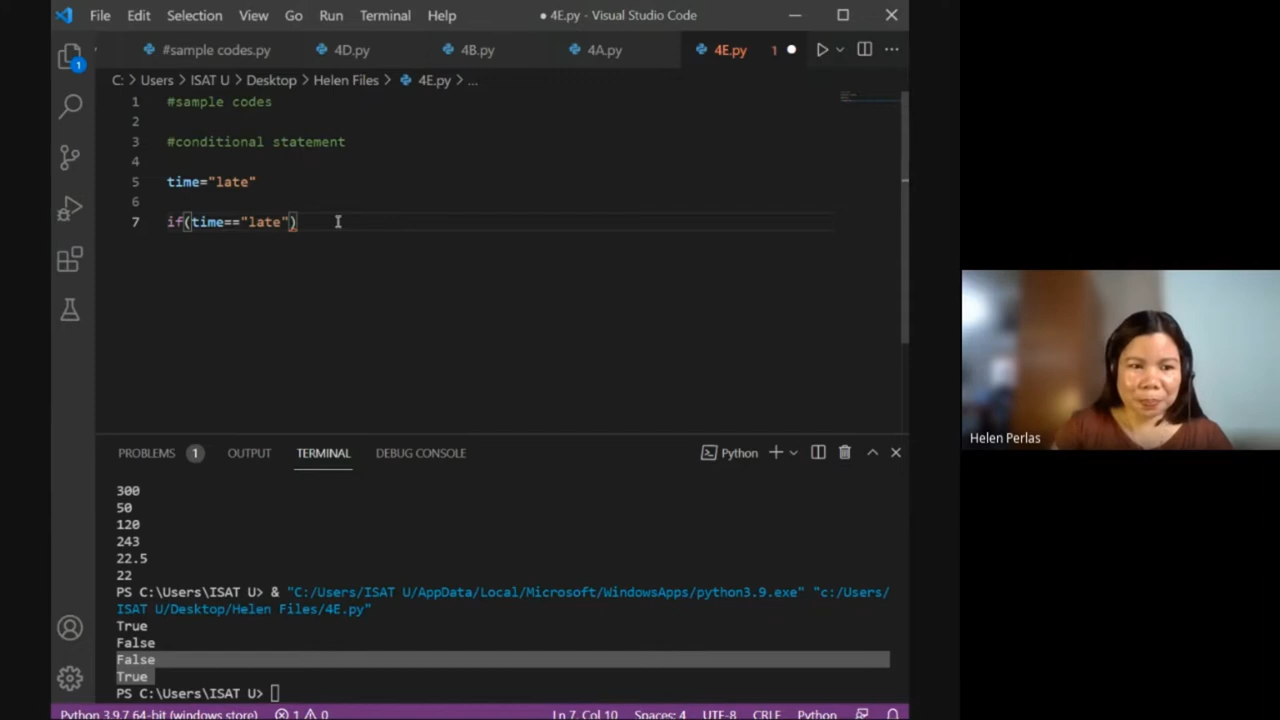 File Edit Selection View Go Run Terminal Help ● 4E.py - Visual Studio Code
#sample codes.py 4D.py 4B.py 4A.py 4E.py 1
C: > Users > ISAT U > Desktop > Helen Files > 4E.py > ...
1
1 #sample codes
2
3 #conditional statement
4
5 time="late"
6
7 if(time=="late")
Helen Perlas
PROBLEMS 1 OUTPUT TERMINAL DEBUG CONSOLE Python
300
50
120
243
22.5
22
PS C:\Users\ISAT U> & "C:/Users/ISAT U/AppData/Local/Microsoft/WindowsApps/python3.9.exe" "c:/Users/
ISAT U/Desktop/Helen Files/4E.py"
True
False
False
True
PS C:\Users\ISAT U>
Python 3.9.7 64-bit (windows store) 1 0 Ln 7, Col 10 Spaces: 4 UTF-8 CRLF Python